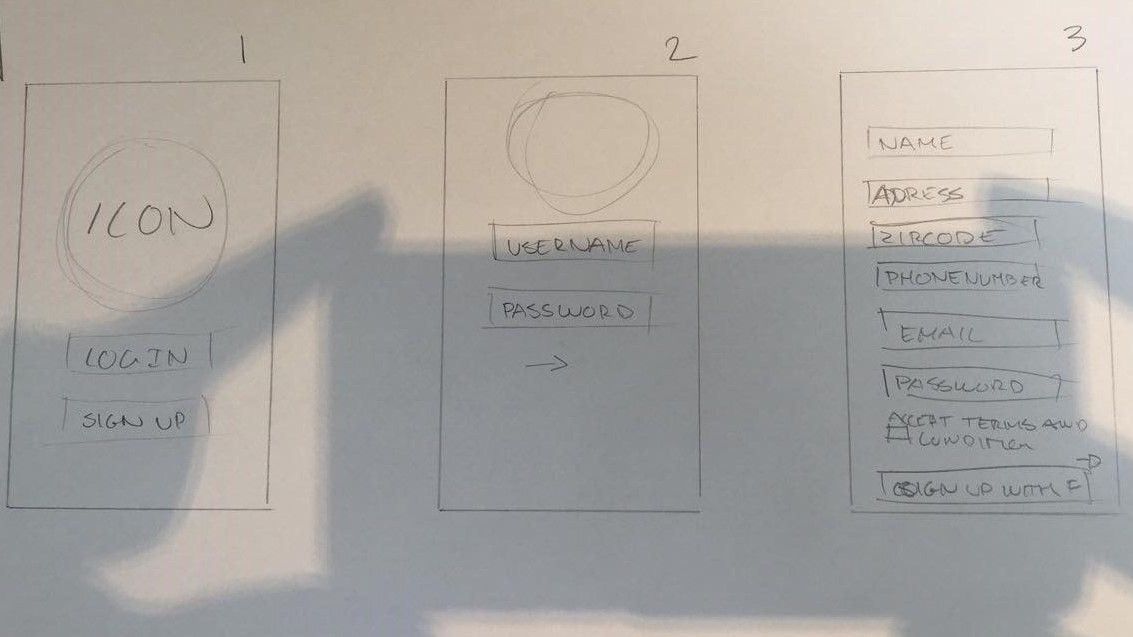 1
ICON
LOGIN
SIGN UP
2
USERNAME
PASSWORD
3
NAME
ADRESS
ZIPCODE
PHONENUMBER
EMAIL
PASSWORD
ACCEPT TERMS AND
CONDITION
SIGN UP WITH F